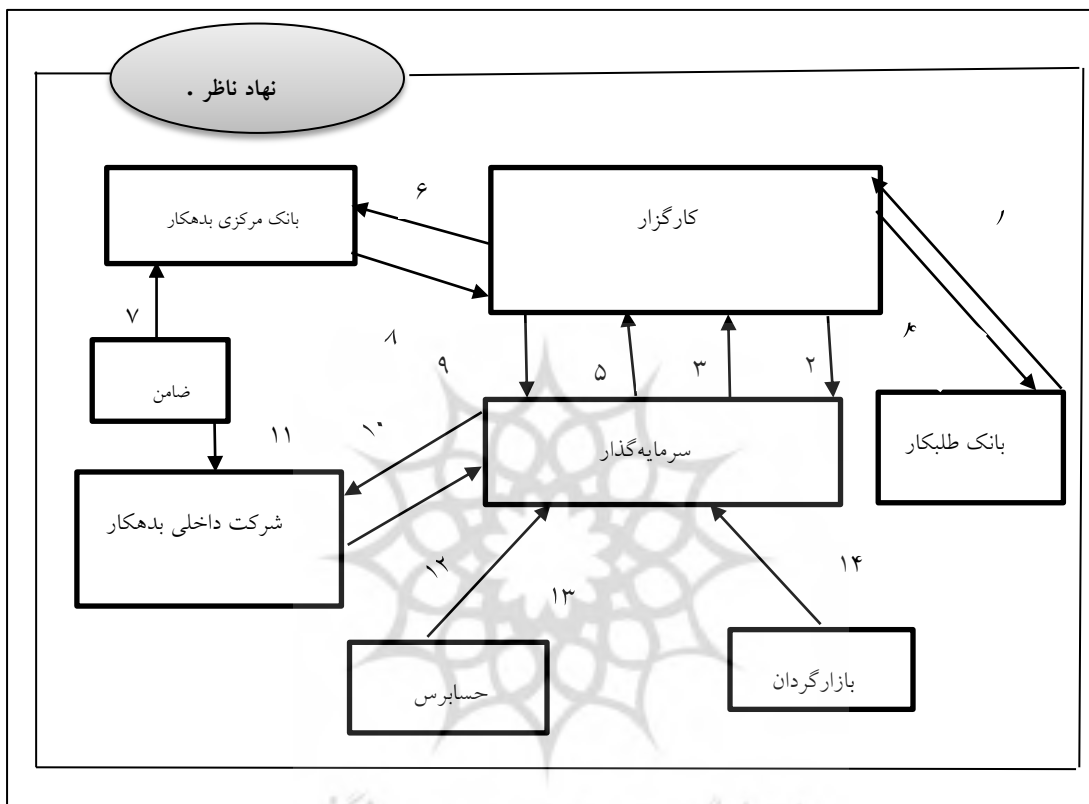 نهاد ناظر .
بانک مرکزی بدهکار
۶
کارگزار
۱
۷
ضامن
۸
۹
۵
۳
۲
۴
بانک طلبکار
سرمایه‌گذار
۱۱
۱۰
شرکت داخلی بدهکار
۱۲
۱۳
۱۴
حسابرس
بازارگردان